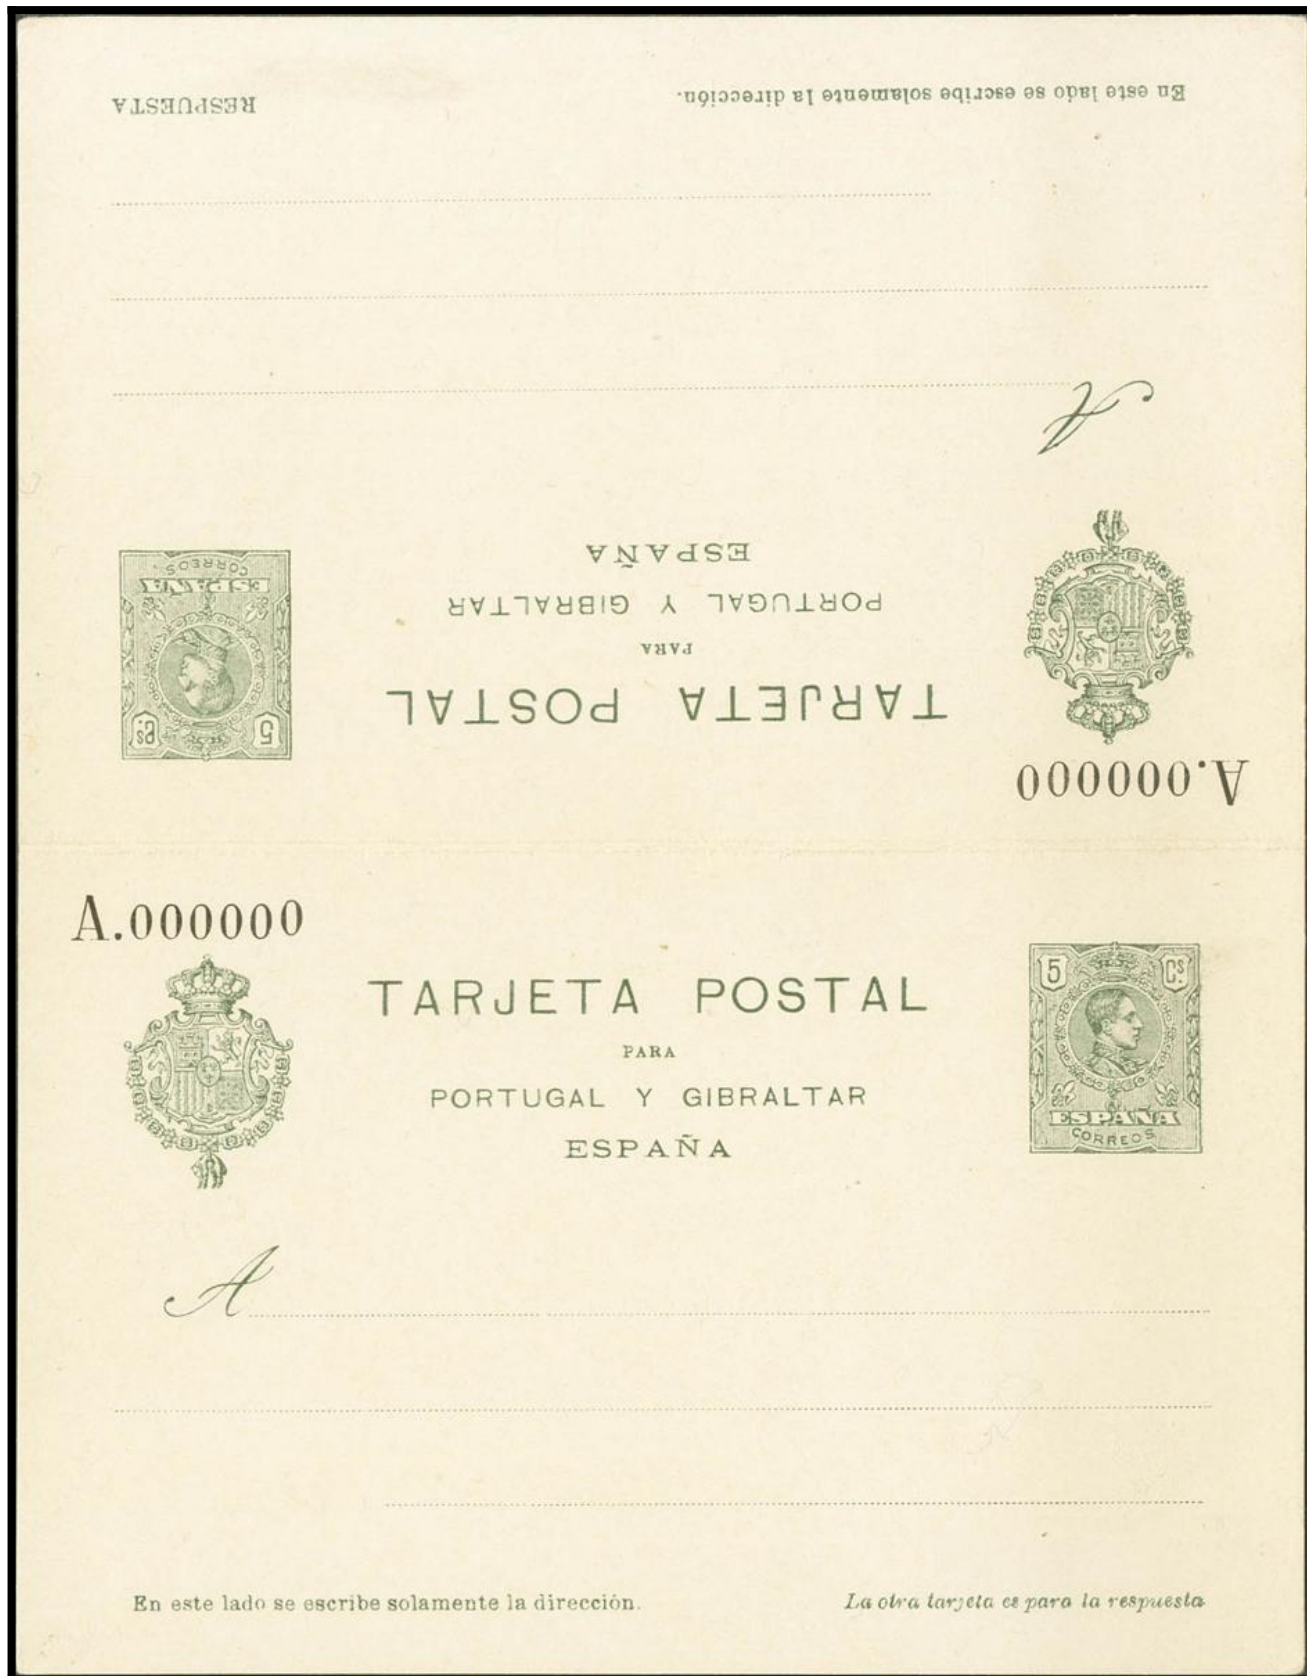 En este lado se escribe solamente la dirección.
RESPUESTA
A
ESPAÑA
PORTUGAL Y GIBRALTAR
PARA
TARJETA POSTAL
5 Cs.
ESPAÑA
CORREOS
A.000000
A.000000
TARJETA POSTAL
PARA
PORTUGAL Y GIBRALTAR
ESPAÑA
5 Cs.
ESPAÑA
CORREOS
A
En este lado se escribe solamente la dirección.
La otra tarjeta es para la respuesta